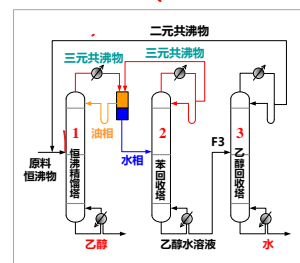 二元共沸物
三元共沸物
三元共沸物
1
2
3
油相
水相
F3
原料
恒沸物
恒沸精馏塔
苯回收塔
乙醇回收塔
乙醇
乙醇水溶液
水